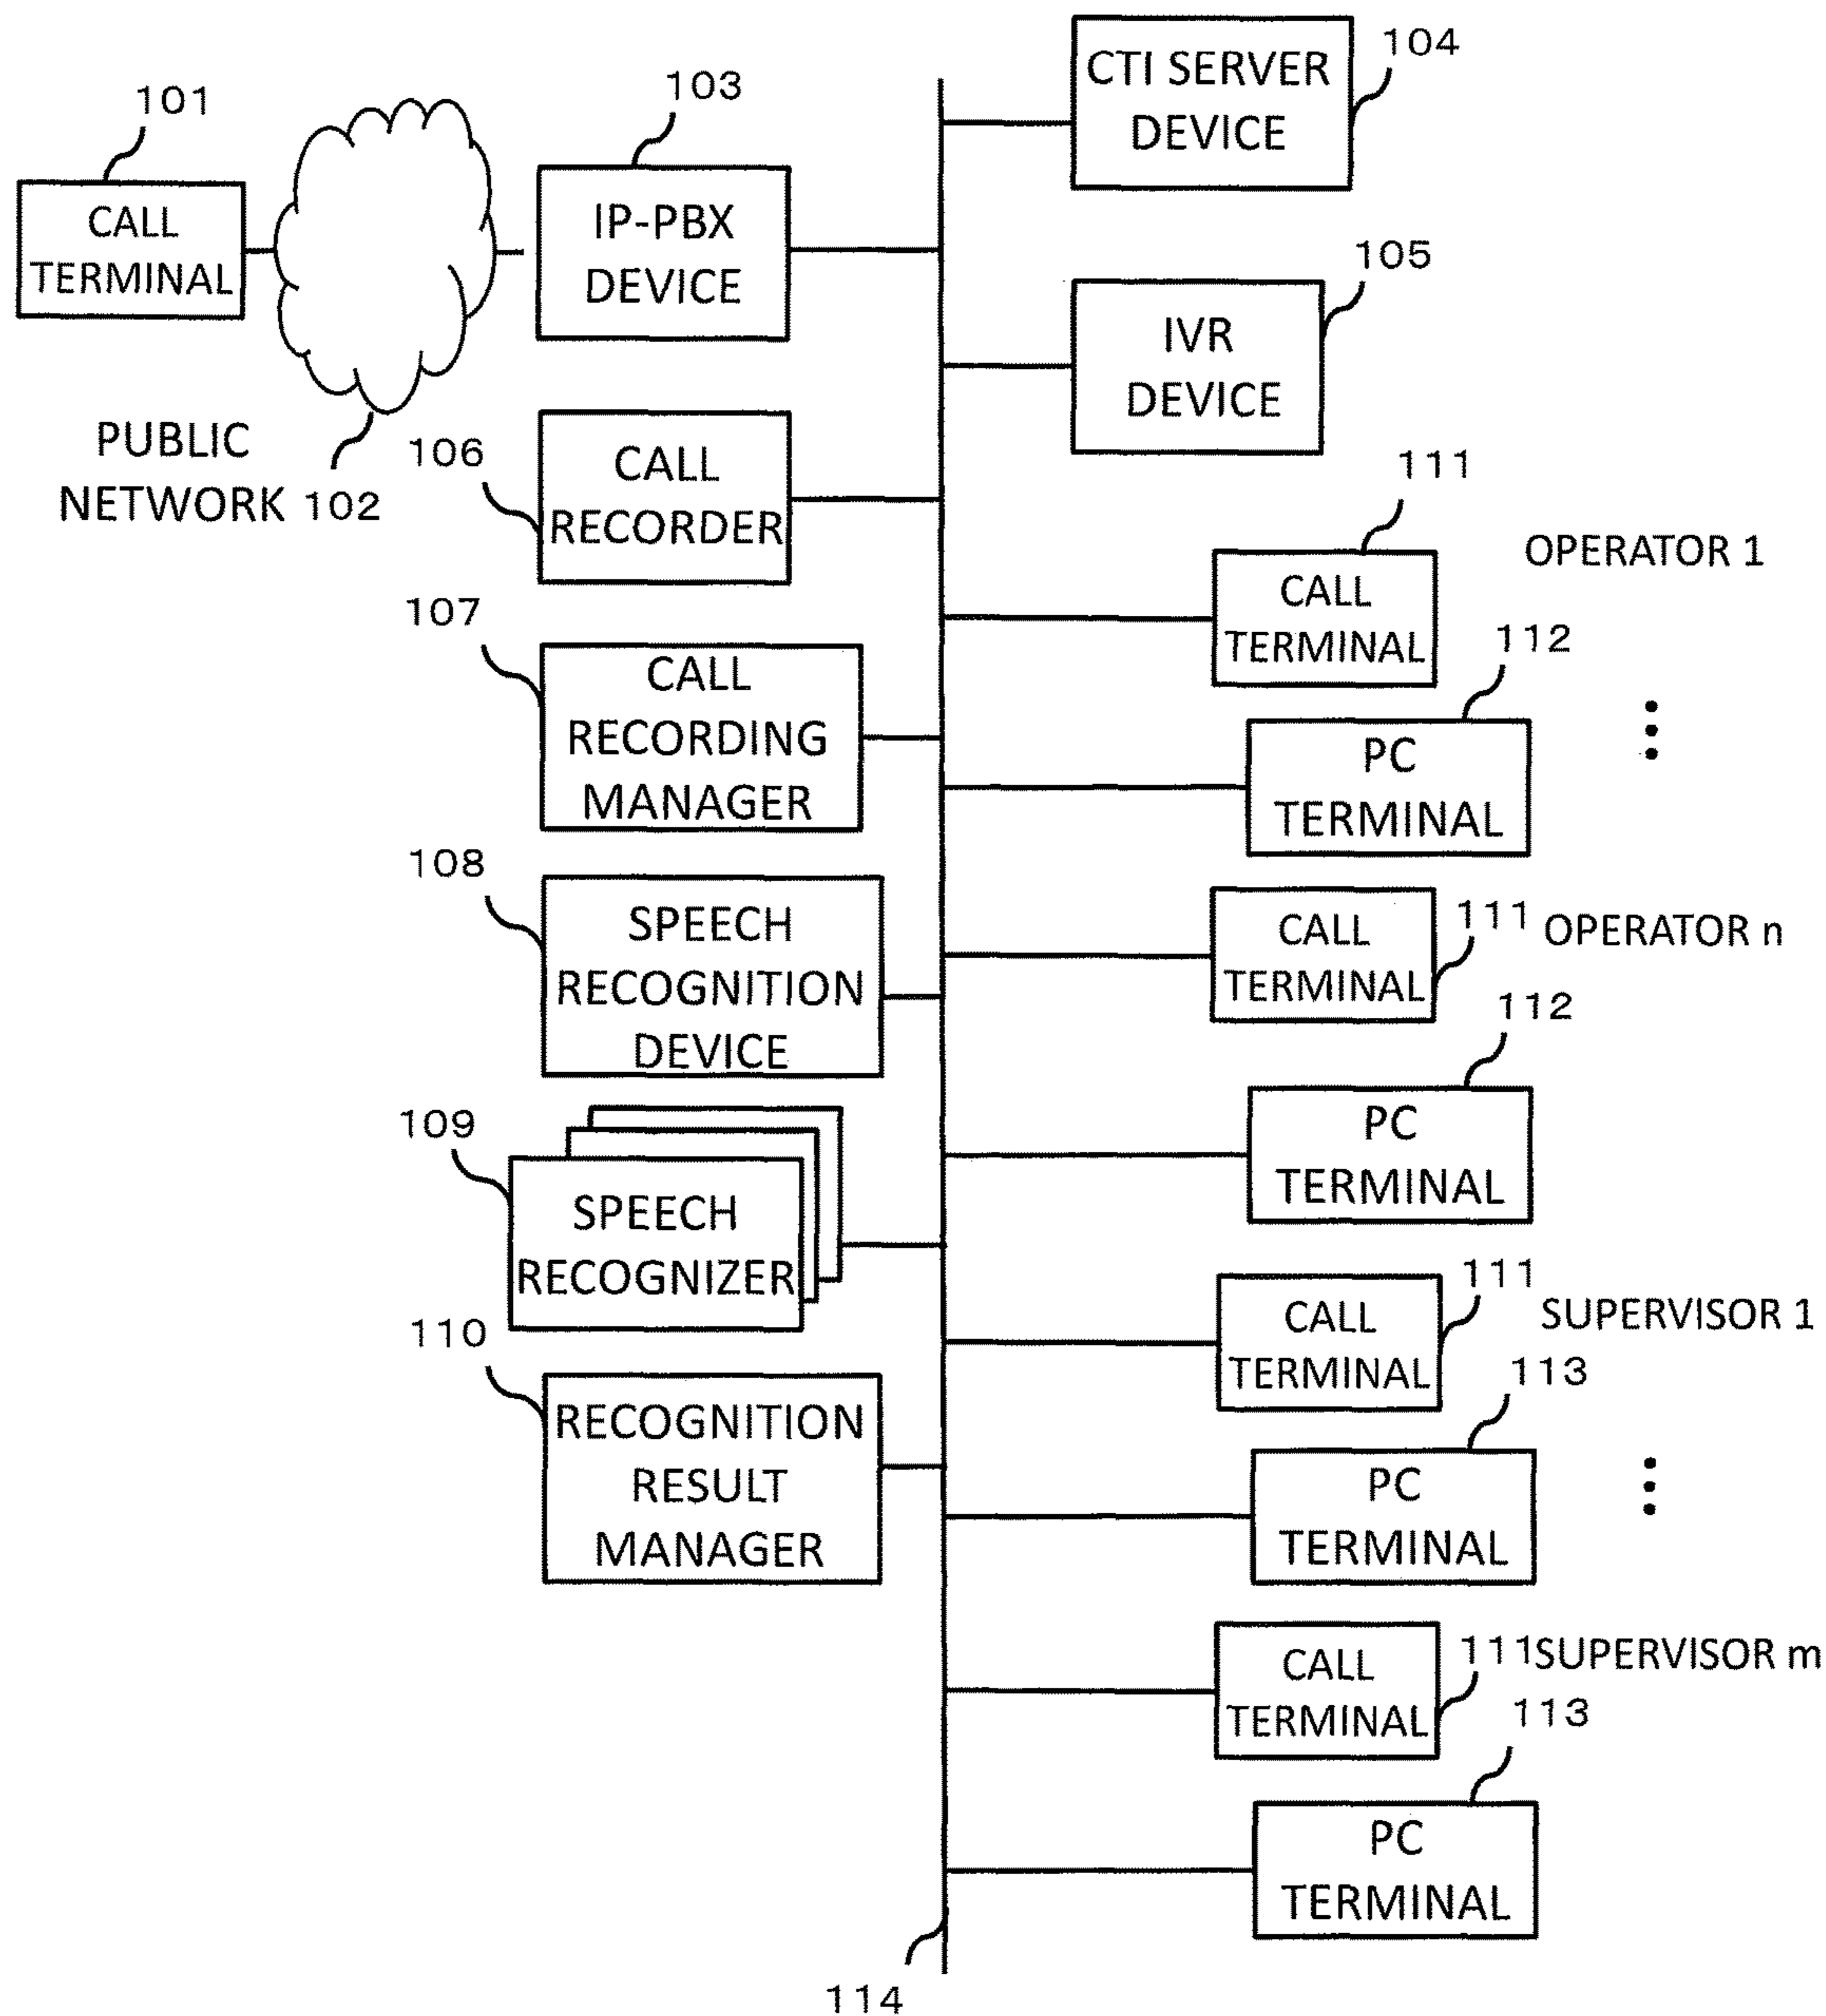 101
CALL
TERMINAL
PUBLIC
NETWORK 102
103
IP-PBX
DEVICE
106
CALL
RECORDER
107
CALL
RECORDING
MANAGER
108
SPEECH
RECOGNITION
DEVICE
109
SPEECH
RECOGNIZER
110
RECOGNITION
RESULT
MANAGER
104
CTI SERVER
DEVICE
105
IVR
DEVICE
111
OPERATOR 1
CALL
TERMINAL
112
PC
TERMINAL
111 OPERATOR n
CALL
TERMINAL
112
PC
TERMINAL
111 SUPERVISOR 1
CALL
TERMINAL
113
PC
TERMINAL
111 SUPERVISOR m
CALL
TERMINAL
113
PC
TERMINAL
114